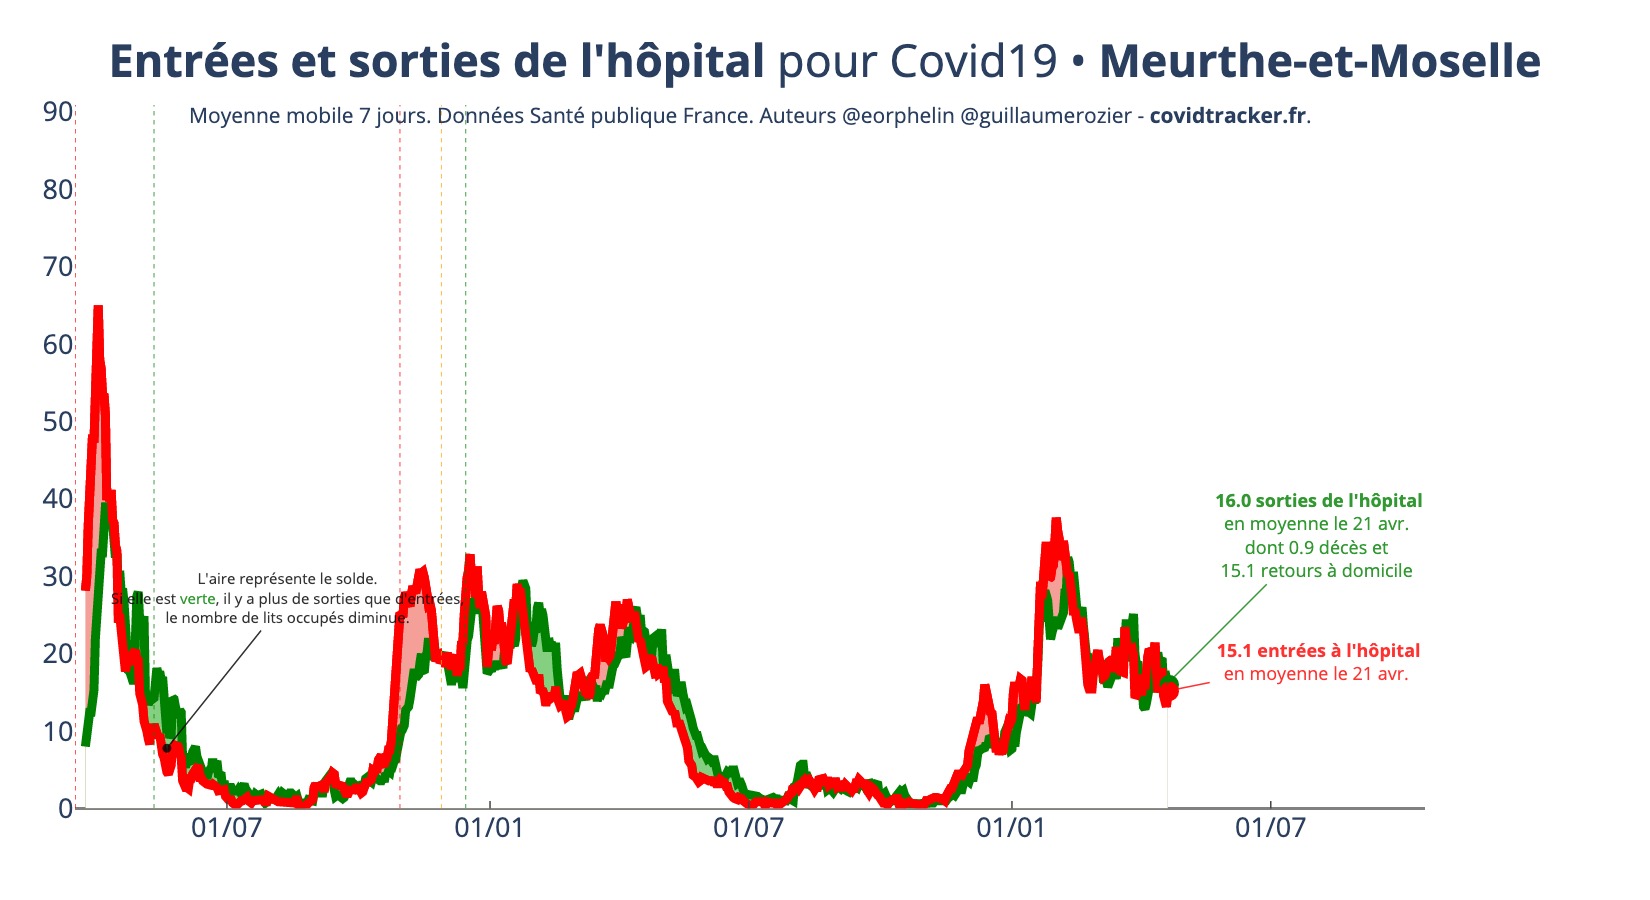 Entrées et sorties de l'hôpital pour Covid19 • Meurthe-et-Moselle
Moyenne mobile 7 jours. Données Santé publique France. Auteurs @eorphelin @guillaumerozier - covidtracker.fr.
90
80
70
60
50
40
30
20
10
0
L'aire représente le solde.
Si elle est verte, il y a plus de sorties que d'entrées,
le nombre de lits occupés diminue.
16.0 sorties de l'hôpital
en moyenne le 21 avr.
dont 0.9 décès et
15.1 retours à domicile
15.1 entrées à l'hôpital
en moyenne le 21 avr.
01/07
01/01
01/07
01/01
01/07